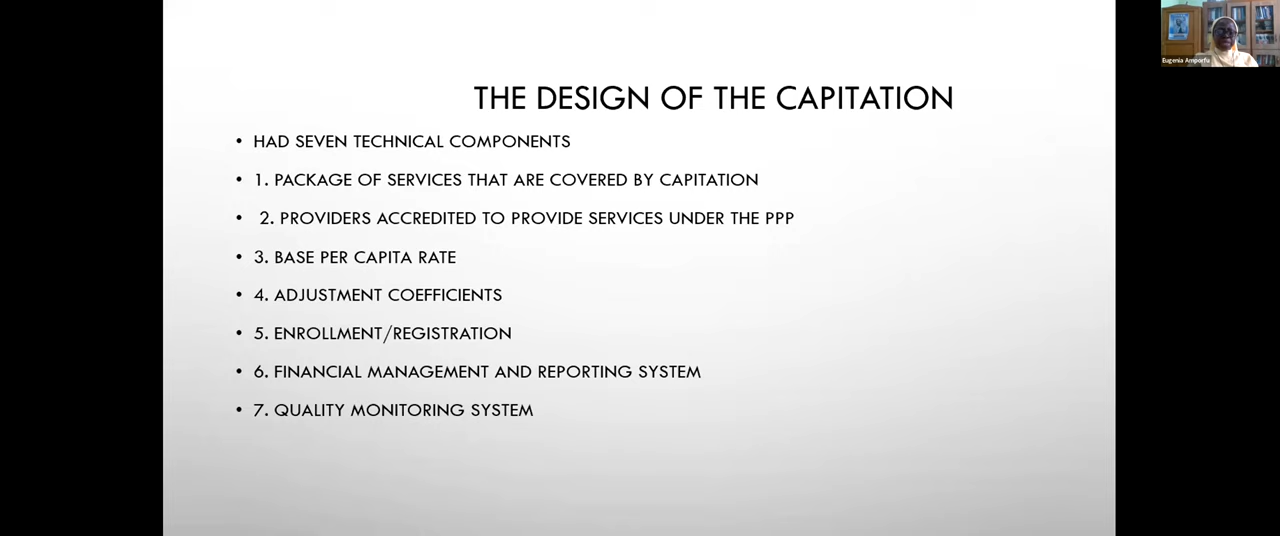 THE DESIGN OF THE CAPITATION
• HAD SEVEN TECHNICAL COMPONENTS
• 1. PACKAGE OF SERVICES THAT ARE COVERED BY CAPITATION
• 2. PROVIDERS ACCREDITED TO PROVIDE SERVICES UNDER THE PPP
• 3. BASE PER CAPITA RATE
• 4. ADJUSTMENT COEFFICIENTS
• 5. ENROLLMENT/REGISTRATION
• 6. FINANCIAL MANAGEMENT AND REPORTING SYSTEM
• 7. QUALITY MONITORING SYSTEM
Eugenia Amporfu